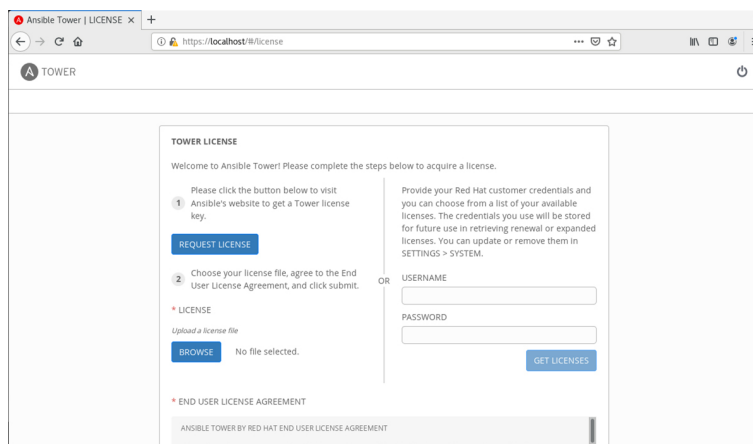 Ansible Tower | LICENSE
https://localhost/#/license
TOWER
TOWER LICENSE
Welcome to Ansible Tower! Please complete the steps below to acquire a license.
1
Please click the button below to visit
Ansible's website to get a Tower license
key.
REQUEST LICENSE
2
Choose your license file, agree to the End
User License Agreement, and click submit.
* LICENSE
Upload a license file
BROWSE No file selected.
OR
Provide your Red Hat customer credentials and
you can choose from a list of your available
licenses. The credentials you use will be stored
for future use in retrieving renewal or expanded
licenses. You can update or remove them in
SETTINGS > SYSTEM.
USERNAME
PASSWORD
GET LICENSES
* END USER LICENSE AGREEMENT
ANSIBLE TOWER BY RED HAT END USER LICENSE AGREEMENT